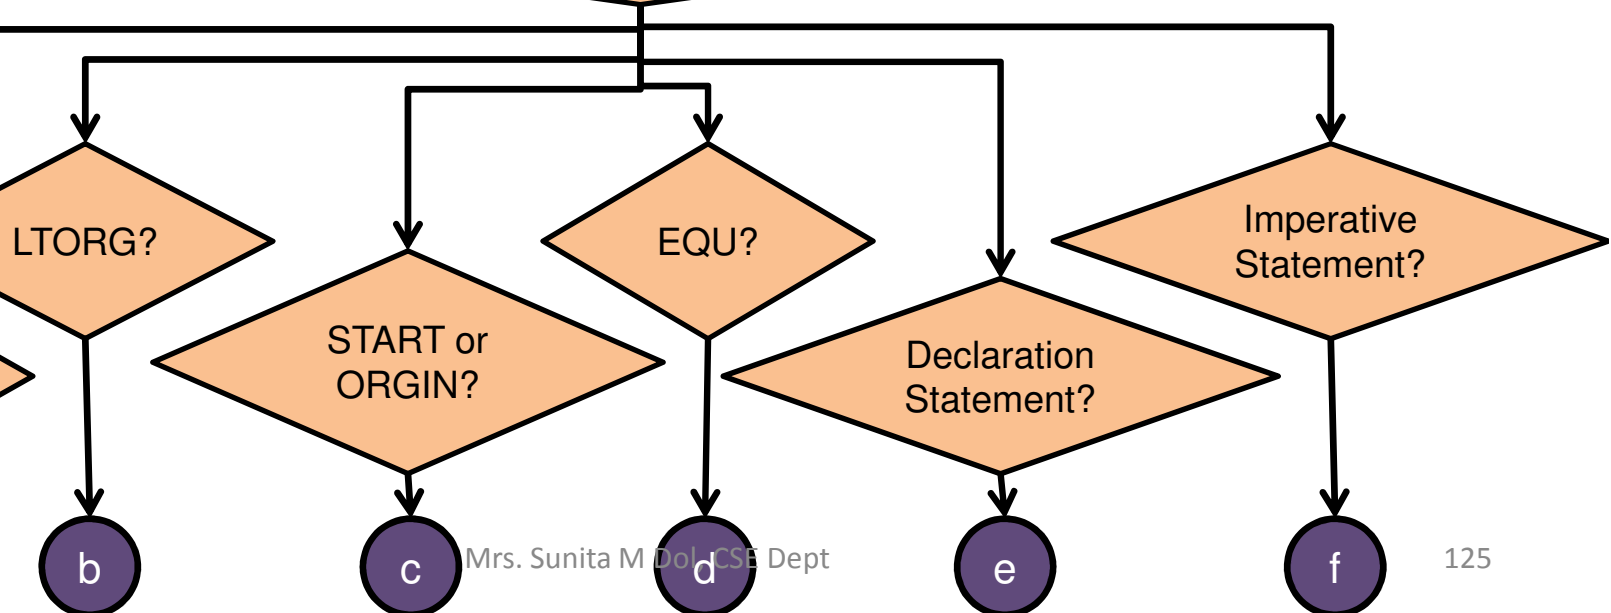 LTORG?
START or
ORGIN?
EQU?
Declaration
Statement?
Imperative
Statement?
b
c
d
e
f
Mrs. Sunita M Dol, CSE Dept
125